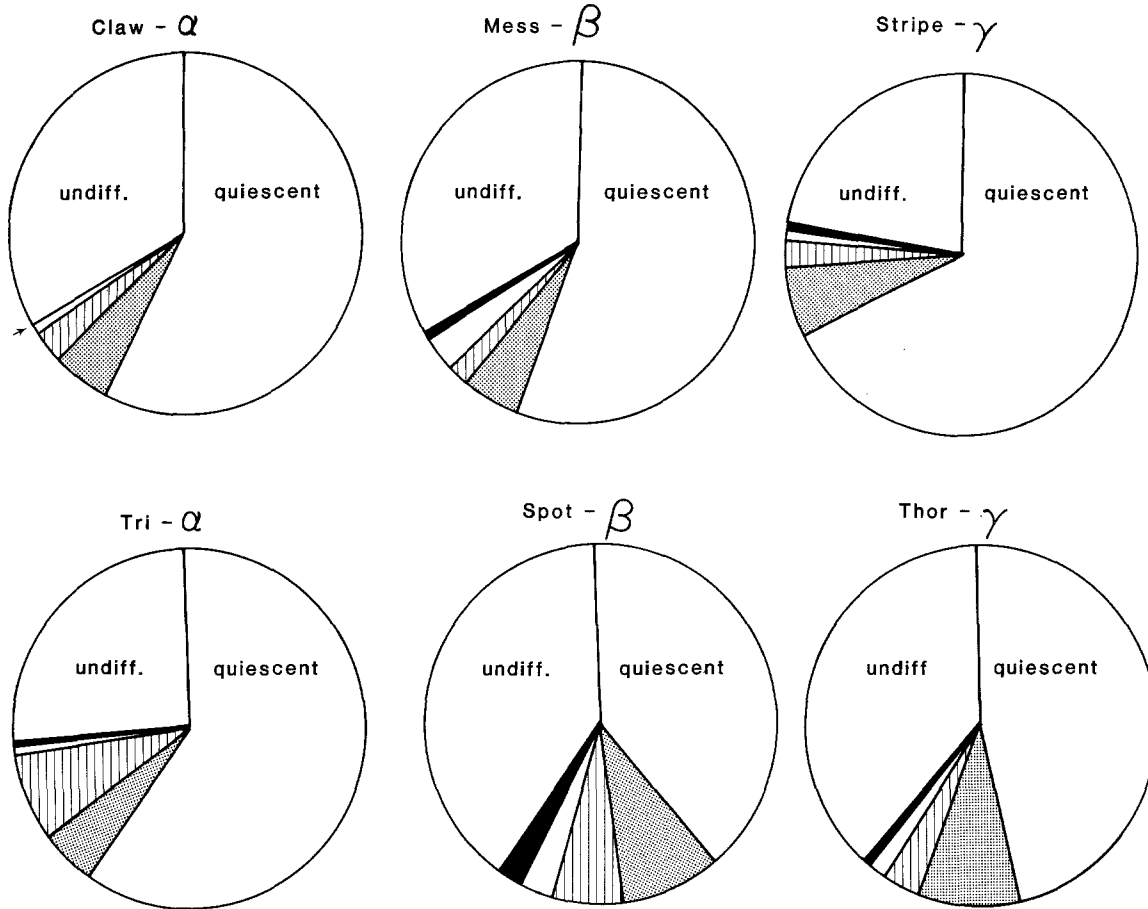 Claw - α
Mess - β
Stripe - γ
undiff.
quiescent
undiff.
quiescent
undiff.
quiescent
Tri - α
Spot - β
Thor - γ
undiff.
quiescent
undiff.
quiescent
undiff
quiescent